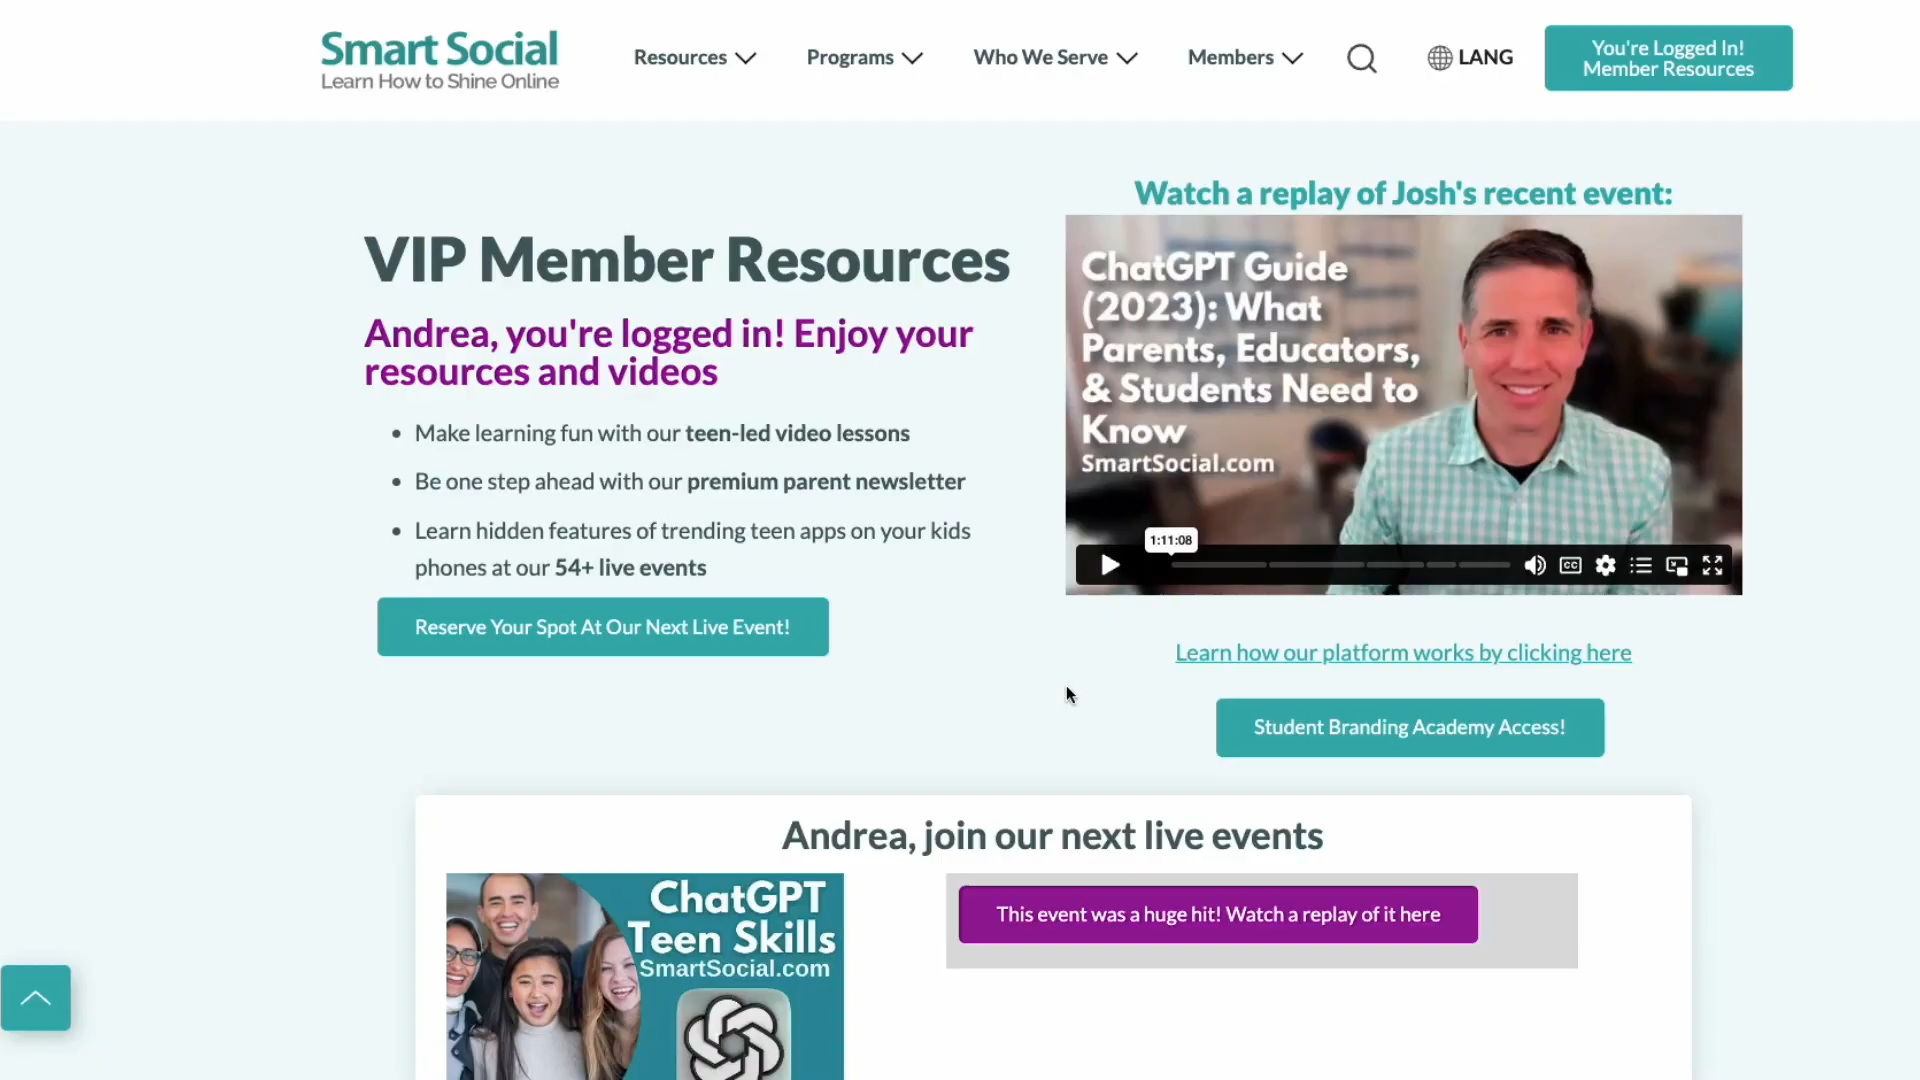 Smart Social
Learn How to Shine Online
Resources
Programs
Who We Serve
Members
LANG
You're Logged In!
Member Resources
VIP Member Resources
Andrea, you're logged in! Enjoy your
resources and videos
Make learning fun with our teen-led video lessons
Be one step ahead with our premium parent newsletter
Learn hidden features of trending teen apps on your kids
phones at our 54+ live events
Reserve Your Spot At Our Next Live Event!
Watch a replay of Josh's recent event:
ChatGPT Guide
(2023): What
Parents, Educators,
& Students Need to
Know
SmartSocial.com
1:11:08
CC
Learn how our platform works by clicking here
Student Branding Academy Access!
Andrea, join our next live events
ChatGPT
Teen Skills
SmartSocial.com
This event was a huge hit! Watch a replay of it here